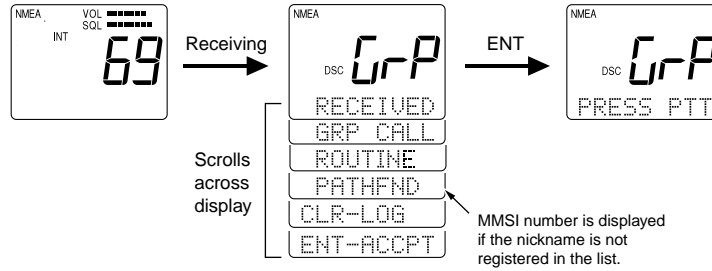 NMEA VOL
SQL
INT
69
Receiving
NMEA
DSC GrP
RECEIVED
GRP CALL
ROUTINE
PATHFND
CLR-LOG
ENT-ACCPT
Scrolls
across
display
MMSI number is displayed
if the nickname is not
registered in the list.
ENT
NMEA
DSC GrP
PRESS PTT